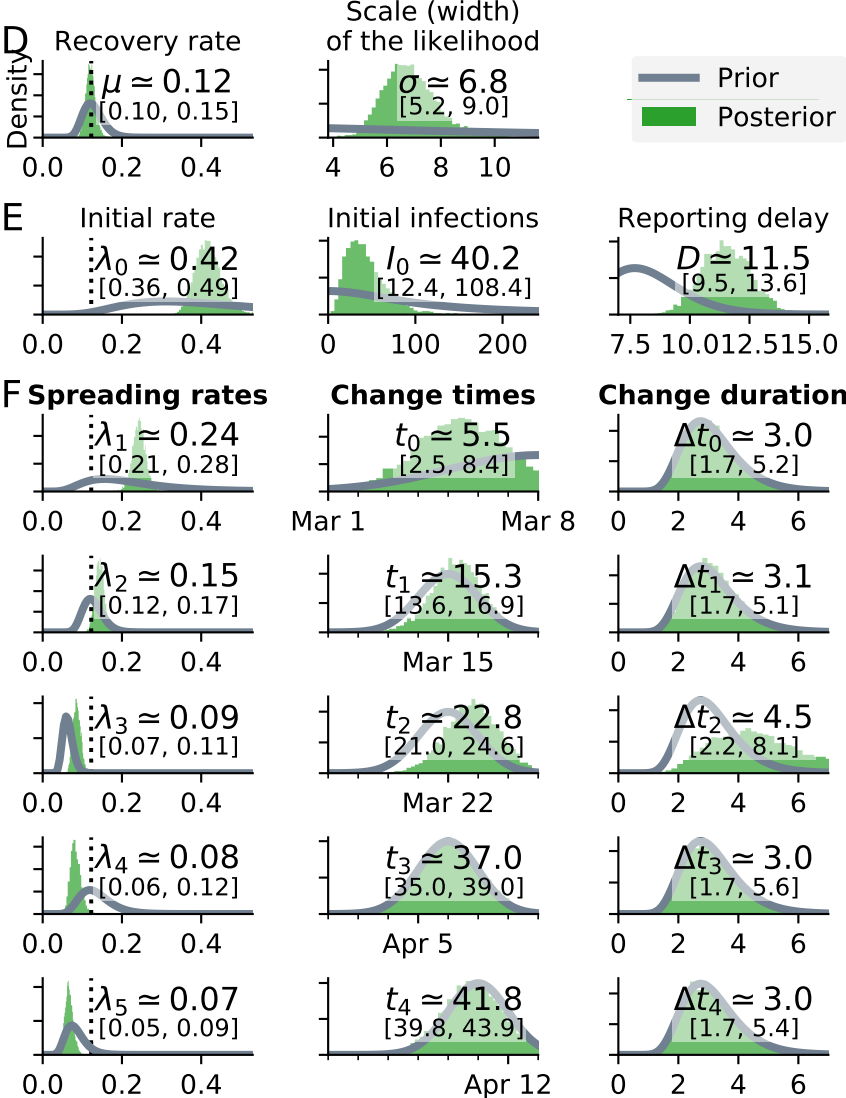 D
Recovery rate
Scale (width)
of the likelihood
Density
μ ≃ 0.12
[0.10, 0.15]
σ ≃ 6.8
[5.2, 9.0]
Prior
Posterior
0.0 0.2 0.4
4 6 8 10
E
Initial rate
Initial infections
Reporting delay
λ0 ≃ 0.42
[0.36, 0.49]
I0 ≃ 40.2
[12.4, 108.4]
D ≃ 11.5
[9.5, 13.6]
0.0 0.2 0.4
0 100 200
7.5 10.0 12.5 15.0
F
Spreading rates
Change times
Change duration
λ1 ≃ 0.24
[0.21, 0.28]
t0 ≃ 5.5
[2.5, 8.4]
Δt0 ≃ 3.0
[1.7, 5.2]
0.0 0.2 0.4
Mar 1 Mar 8
0 2 4 6
λ2 ≃ 0.15
[0.12, 0.17]
t1 ≃ 15.3
[13.6, 16.9]
Δt1 ≃ 3.1
[1.7, 5.1]
0.0 0.2 0.4
Mar 15
0 2 4 6
λ3 ≃ 0.09
[0.07, 0.11]
t2 ≃ 22.8
[21.0, 24.6]
Δt2 ≃ 4.5
[2.2, 8.1]
0.0 0.2 0.4
Mar 22
0 2 4 6
λ4 ≃ 0.08
[0.06, 0.12]
t3 ≃ 37.0
[35.0, 39.0]
Δt3 ≃ 3.0
[1.7, 5.6]
0.0 0.2 0.4
Apr 5
0 2 4 6
λ5 ≃ 0.07
[0.05, 0.09]
t4 ≃ 41.8
[39.8, 43.9]
Δt4 ≃ 3.0
[1.7, 5.4]
0.0 0.2 0.4
Apr 12
0 2 4 6